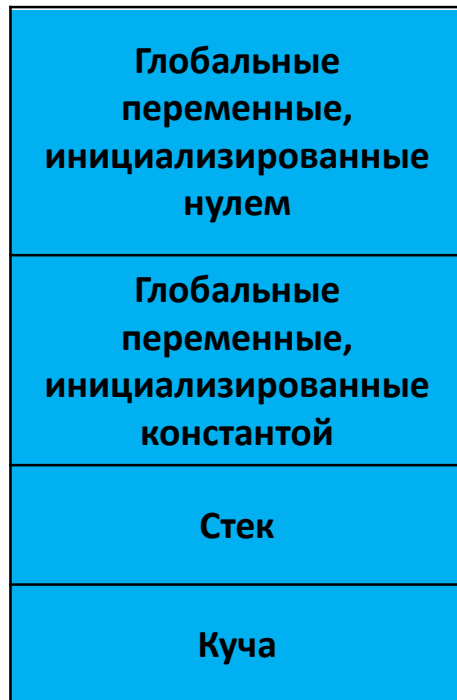 Глобальные
переменные,
инициализированные
нулем
Глобальные
переменные,
инициализированные
константой
Стек
Куча